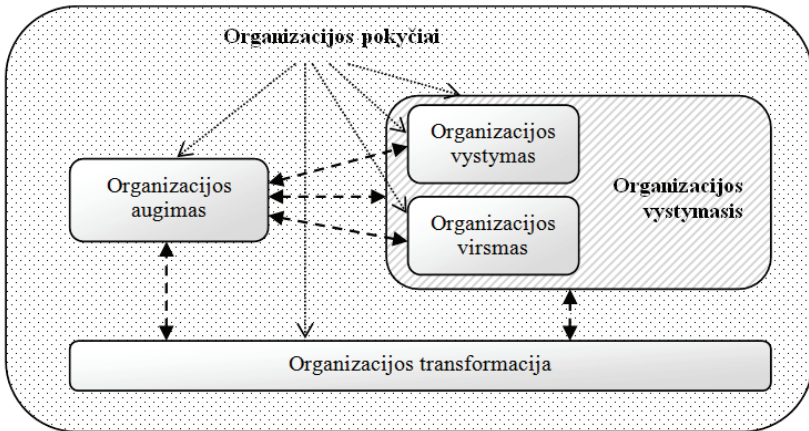 Organizacijos pokyčiai
Organizacijos
vystymas
Organizacijos
augimas
Organizacijos
vystymasis
Organizacijos
virsmas
Organizacijos transformacija